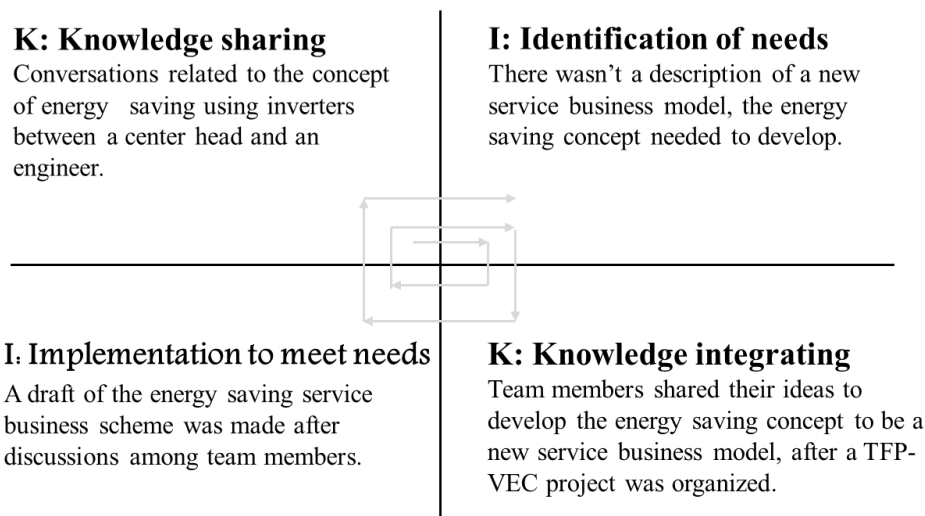 K: Knowledge sharing
Conversations related to the concept
of energy saving using inverters
between a center head and an
engineer.
I: Identification of needs
There wasn’t a description of a new
service business model, the energy
saving concept needed to develop.
I: Implementation to meet needs
A draft of the energy saving service
business scheme was made after
discussions among team members.
K: Knowledge integrating
Team members shared their ideas to
develop the energy saving concept to be a
new service business model, after a TFP-
VEC project was organized.